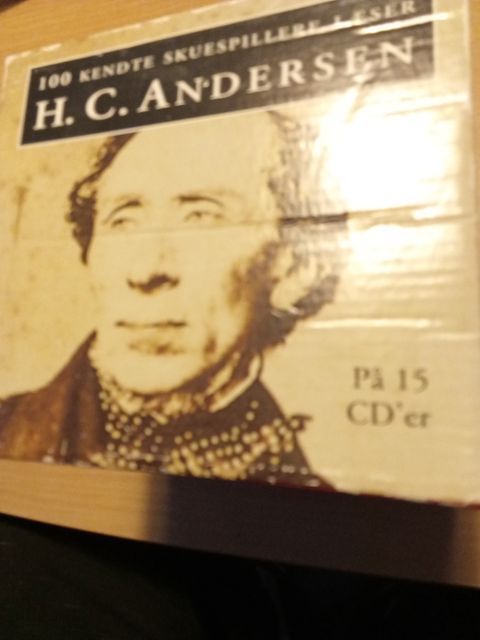 100 KENDTE SKUESPILLERE LÆSER
H. C. ANDERSEN
På 15
CD'er